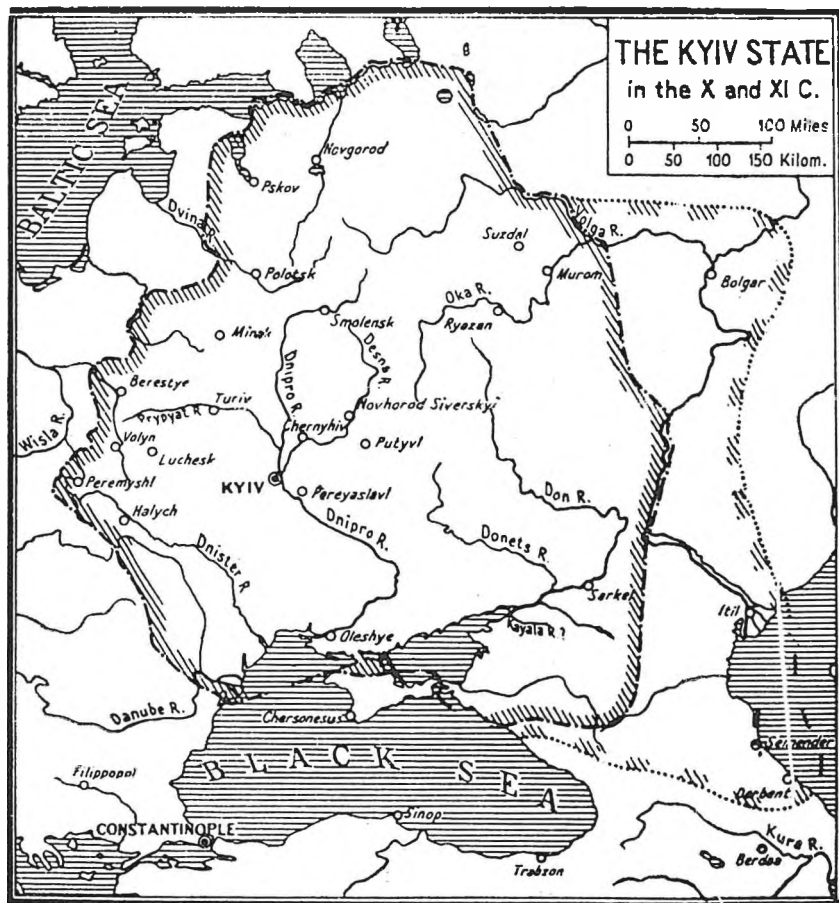 THE KYIV STATE
in the X and XI C.
0 50 100 Miles
0 50 100 150 Kilom.
BALTIC SEA
Novgorod
Pskov
Dvina R.
Volga R.
Suzdal
Polotsk
Murom
Bolgar
Oka R.
Smolensk
Ryazan
Minsk
Desna R.
Dnipro R.
Berestye
Turiv
Novhorod Siverskyi
Prypyat R.
Wisla R.
Chernyhiv
Volyn
Putyvl
Luchesk
KYIV
Peremyshl
Pereyaslavl
Don R.
Halych
Dnipro R.
Donets R.
Dnister R.
Sarkel
Itil
Oleshye
Kayala R.?
Danube R.
Chersonesus
BLACK SEA
Semender
Filippopol
Derbent
CONSTANTINOPLE
Sinop
Kura R.
Berdaa
Trabzon